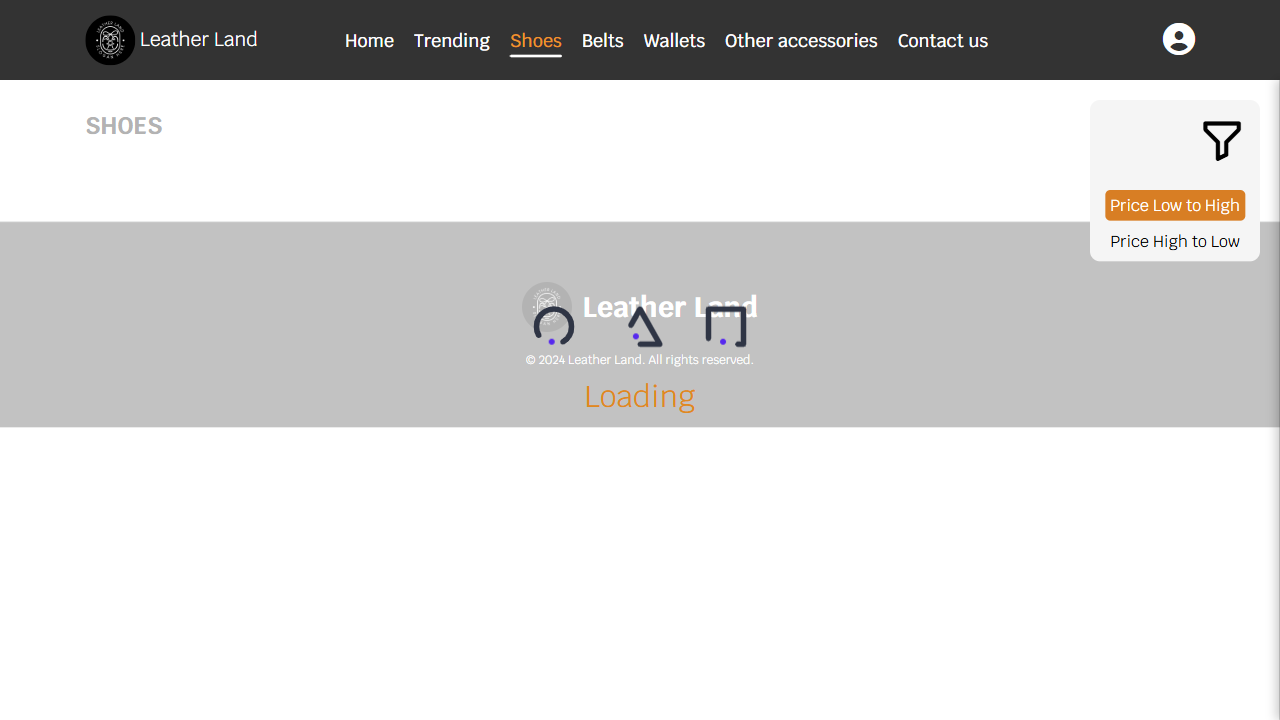 Leather Land
Home Trending Shoes Belts Wallets Other accessories Contact us
SHOES
Price Low to High
Price High to Low
Leather Land
© 2024 Leather Land. All rights reserved.
Loading